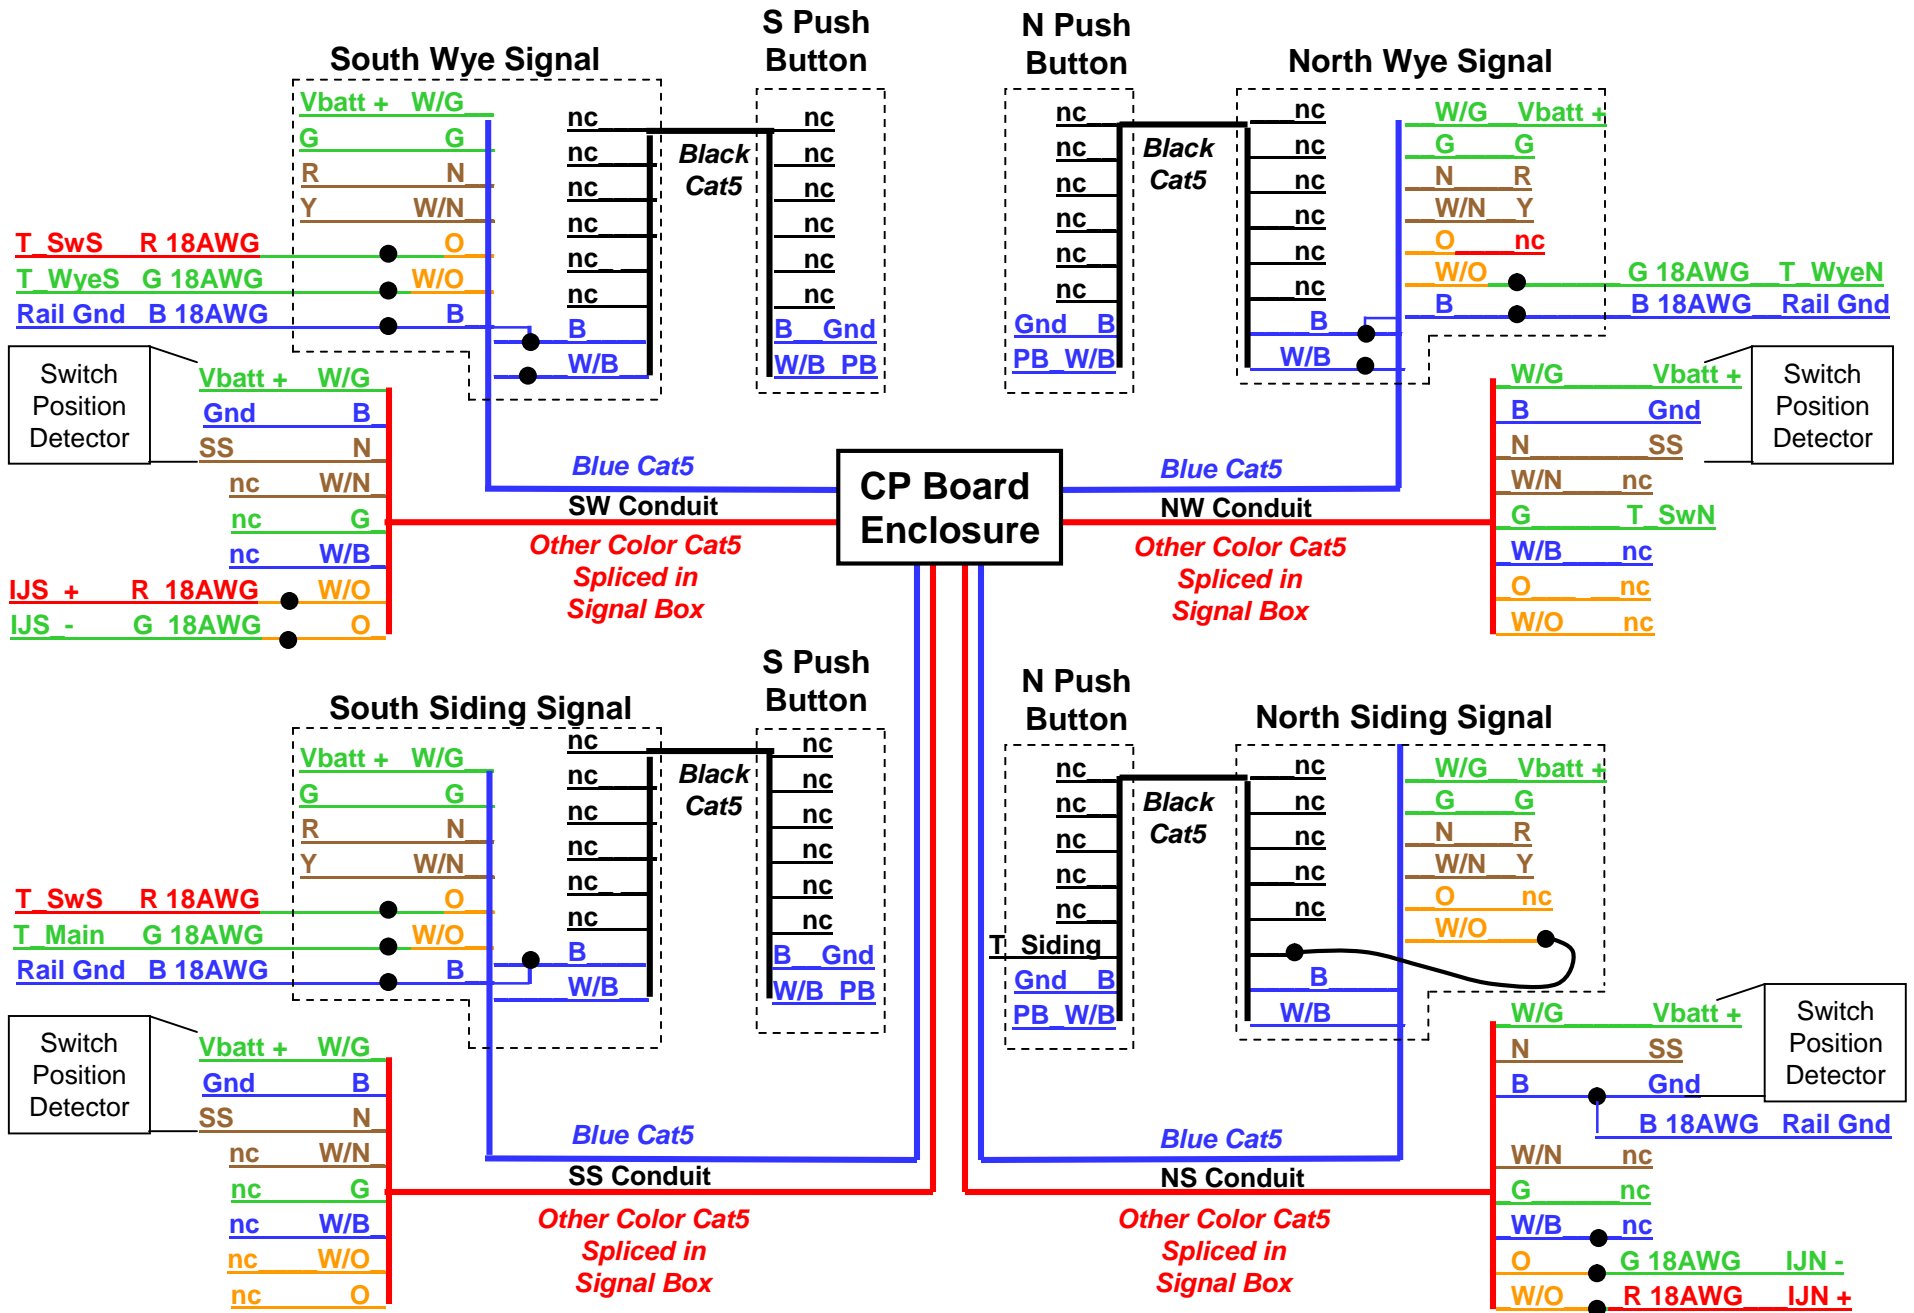 S Push
Button
N Push
Button
South Wye Signal
North Wye Signal
Vbatt + W/G
G G
R N
Y W/N
T_SwS R 18AWG O
T_WyeS G 18AWG W/O
Rail Gnd B 18AWG B
nc
nc
nc
nc
nc
nc
B
W/B
Black
Cat5
nc
nc
nc
nc
nc
nc
B Gnd
W/B PB
nc
nc
nc
nc
nc
nc
Gnd B
PB W/B
Black
Cat5
nc
nc
nc
nc
nc
nc
B
W/B
W/G Vbatt +
G G
N R
W/N Y
O nc
W/O G 18AWG T_WyeN
B B 18AWG Rail Gnd
Switch
Position
Detector
Vbatt + W/G
Gnd B
SS N
nc W/N
nc G
nc W/B
IJS + R 18AWG W/O
IJS - G 18AWG O
Blue Cat5
SW Conduit
Other Color Cat5
Spliced in
Signal Box
CP Board
Enclosure
Blue Cat5
NW Conduit
Other Color Cat5
Spliced in
Signal Box
W/G Vbatt +
B Gnd
N SS
W/N nc
G T_SwN
W/B nc
O nc
W/O nc
Switch
Position
Detector
S Push
Button
N Push
Button
South Siding Signal
North Siding Signal
Vbatt + W/G
G G
R N
Y W/N
T_SwS R 18AWG O
T_Main G 18AWG W/O
Rail Gnd B 18AWG B
nc
nc
nc
nc
nc
nc
B
W/B
Black
Cat5
nc
nc
nc
nc
nc
nc
B Gnd
W/B PB
nc
nc
nc
nc
nc
T_Siding
Gnd B
PB W/B
Black
Cat5
nc
nc
nc
nc
nc
B
W/B
W/G Vbatt +
G G
N R
W/N Y
O nc
W/O
Switch
Position
Detector
Vbatt + W/G
Gnd B
SS N
nc W/N
nc G
nc W/B
nc W/O
nc O
Blue Cat5
SS Conduit
Other Color Cat5
Spliced in
Signal Box
Blue Cat5
NS Conduit
Other Color Cat5
Spliced in
Signal Box
W/G Vbatt +
N SS
B Gnd
B 18AWG Rail Gnd
W/N nc
G nc
W/B nc
O G 18AWG IJN -
W/O R 18AWG IJN +
Switch
Position
Detector